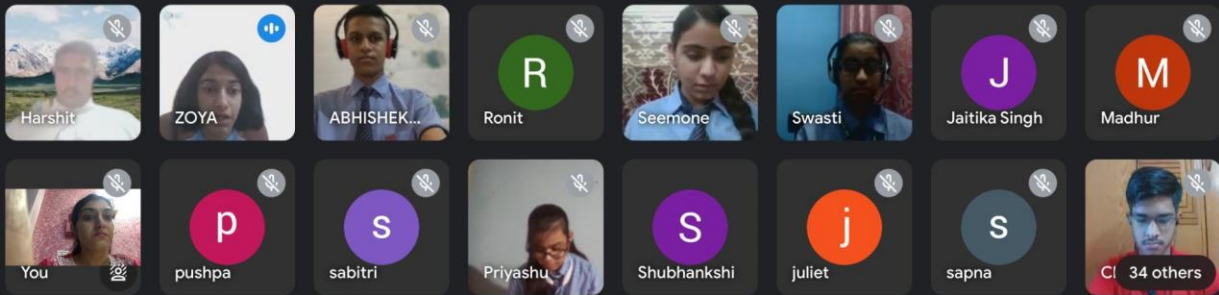 Harshit
ZOYA
ABHISHEK...
R
Ronit
Seemone
Swasti
J
Jaitika Singh
M
Madhur
You
p
pushpa
s
sabitri
Priyashu
S
Shubhankshi
j
juliet
s
sapna
34 others